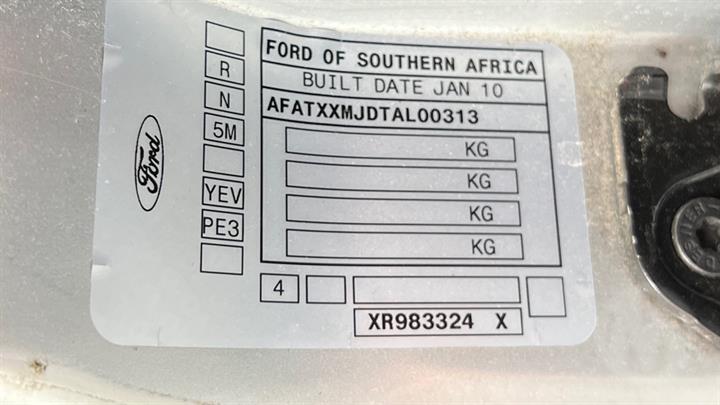 FORD OF SOUTHERN AFRICA
BUILT DATE JAN 10
AFATXXMJDTAL00313
KG
KG
KG
KG
R
N
5M
YEV
PE3
Ford
4
XR983324 X